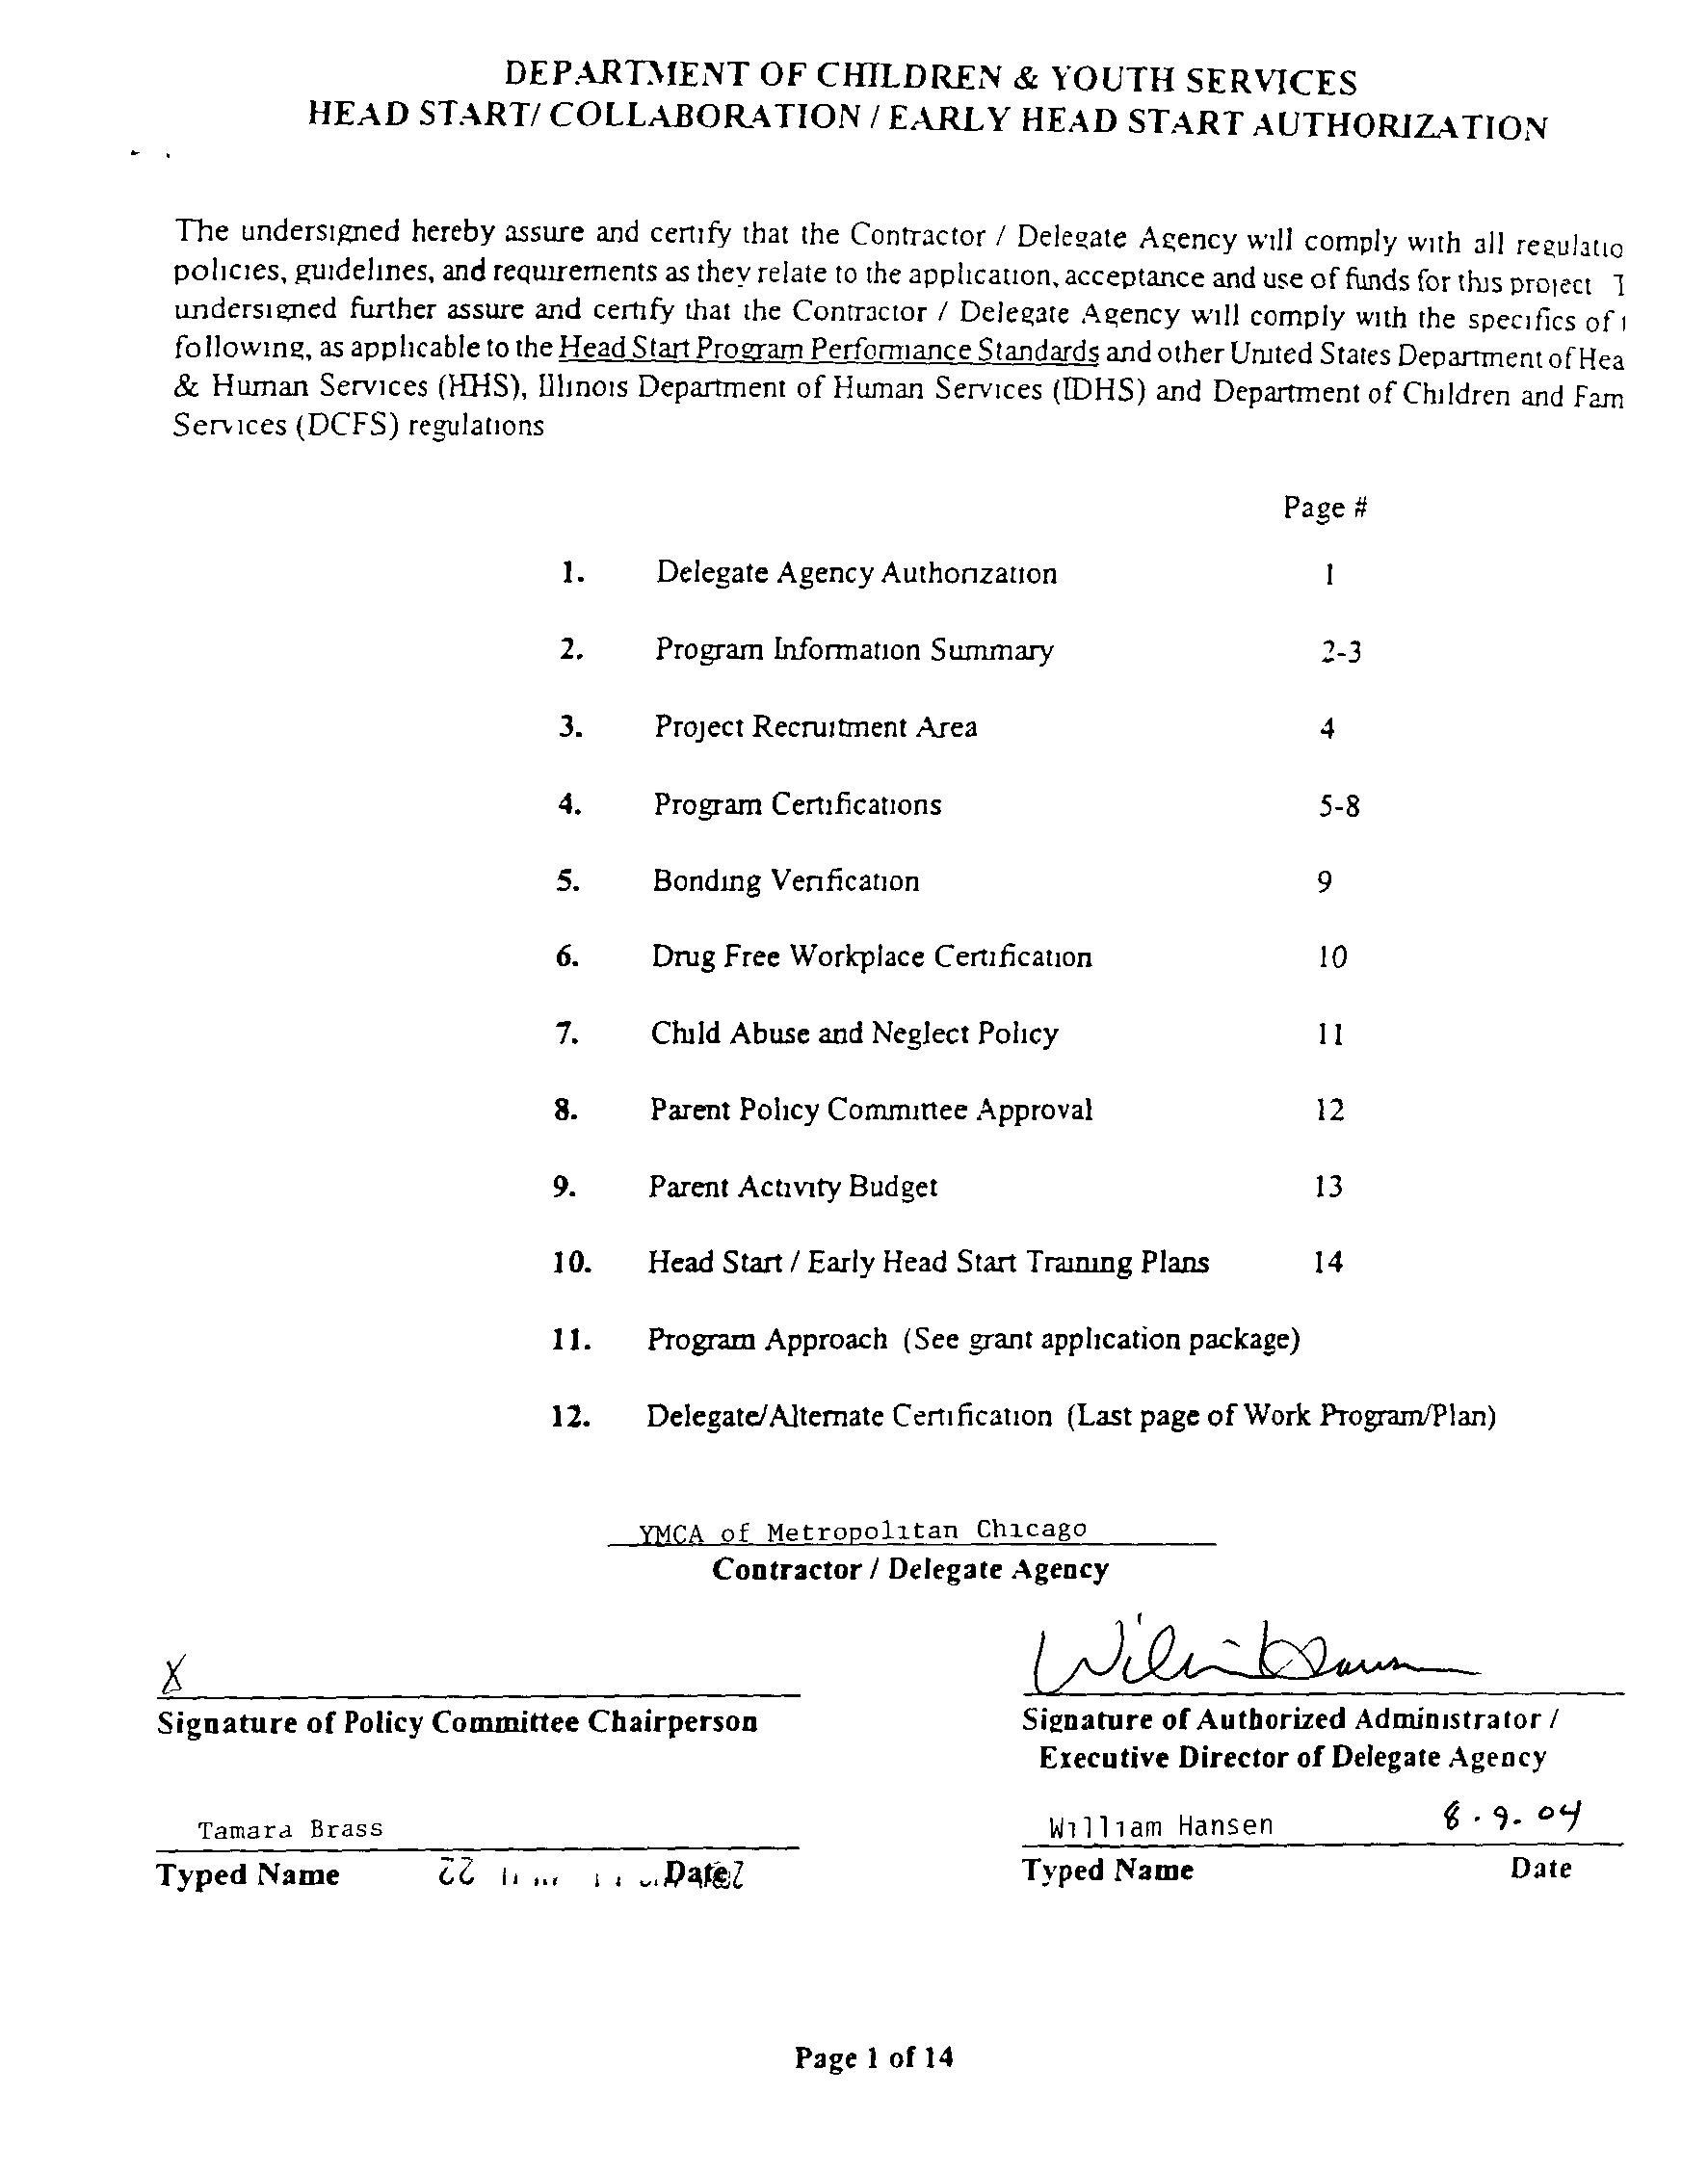 DEPARTMENT OF CHILDREN & YOUTH SERVICES
HEAD START/ COLLABORATION / EARLY HEAD START AUTHORIZATION
The undersigned hereby assure and certify that the Contractor / Delegate Agency will comply with all regulatio
policies, guidelines, and requirements as they relate to the application, acceptance and use of funds for this project T
undersigned further assure and certify that the Contractor / Delegate Agency will comply with the specifics of
following, as applicable to the Head Start Program Performance Standards and other United States Department of Hea
& Human Services (HHS), Illinois Department of Human Services (IDHS) and Department of Children and Fam
Services (DCFS) regulations
Page #
1. Delegate Agency Authorization 1
2. Program Information Summary 2-3
3. Project Recruitment Area 4
4. Program Certifications 5-8
5. Bonding Verification 9
6. Drug Free Workplace Certification 10
7. Child Abuse and Neglect Policy 11
8. Parent Policy Committee Approval 12
9. Parent Activity Budget 13
10. Head Start / Early Head Start Training Plans 14
11. Program Approach (See grant application package)
12. Delegate/Alternate Certification (Last page of Work Program/Plan)
YMCA of Metropolitan Chicago
Contractor / Delegate Agency
X
Signature of Policy Committee Chairperson
Signature of Authorized Administrator /
Executive Director of Delegate Agency
Tamara Brass
William Hansen 8.9.04
Typed Name Date
Typed Name Date
Page 1 of 14